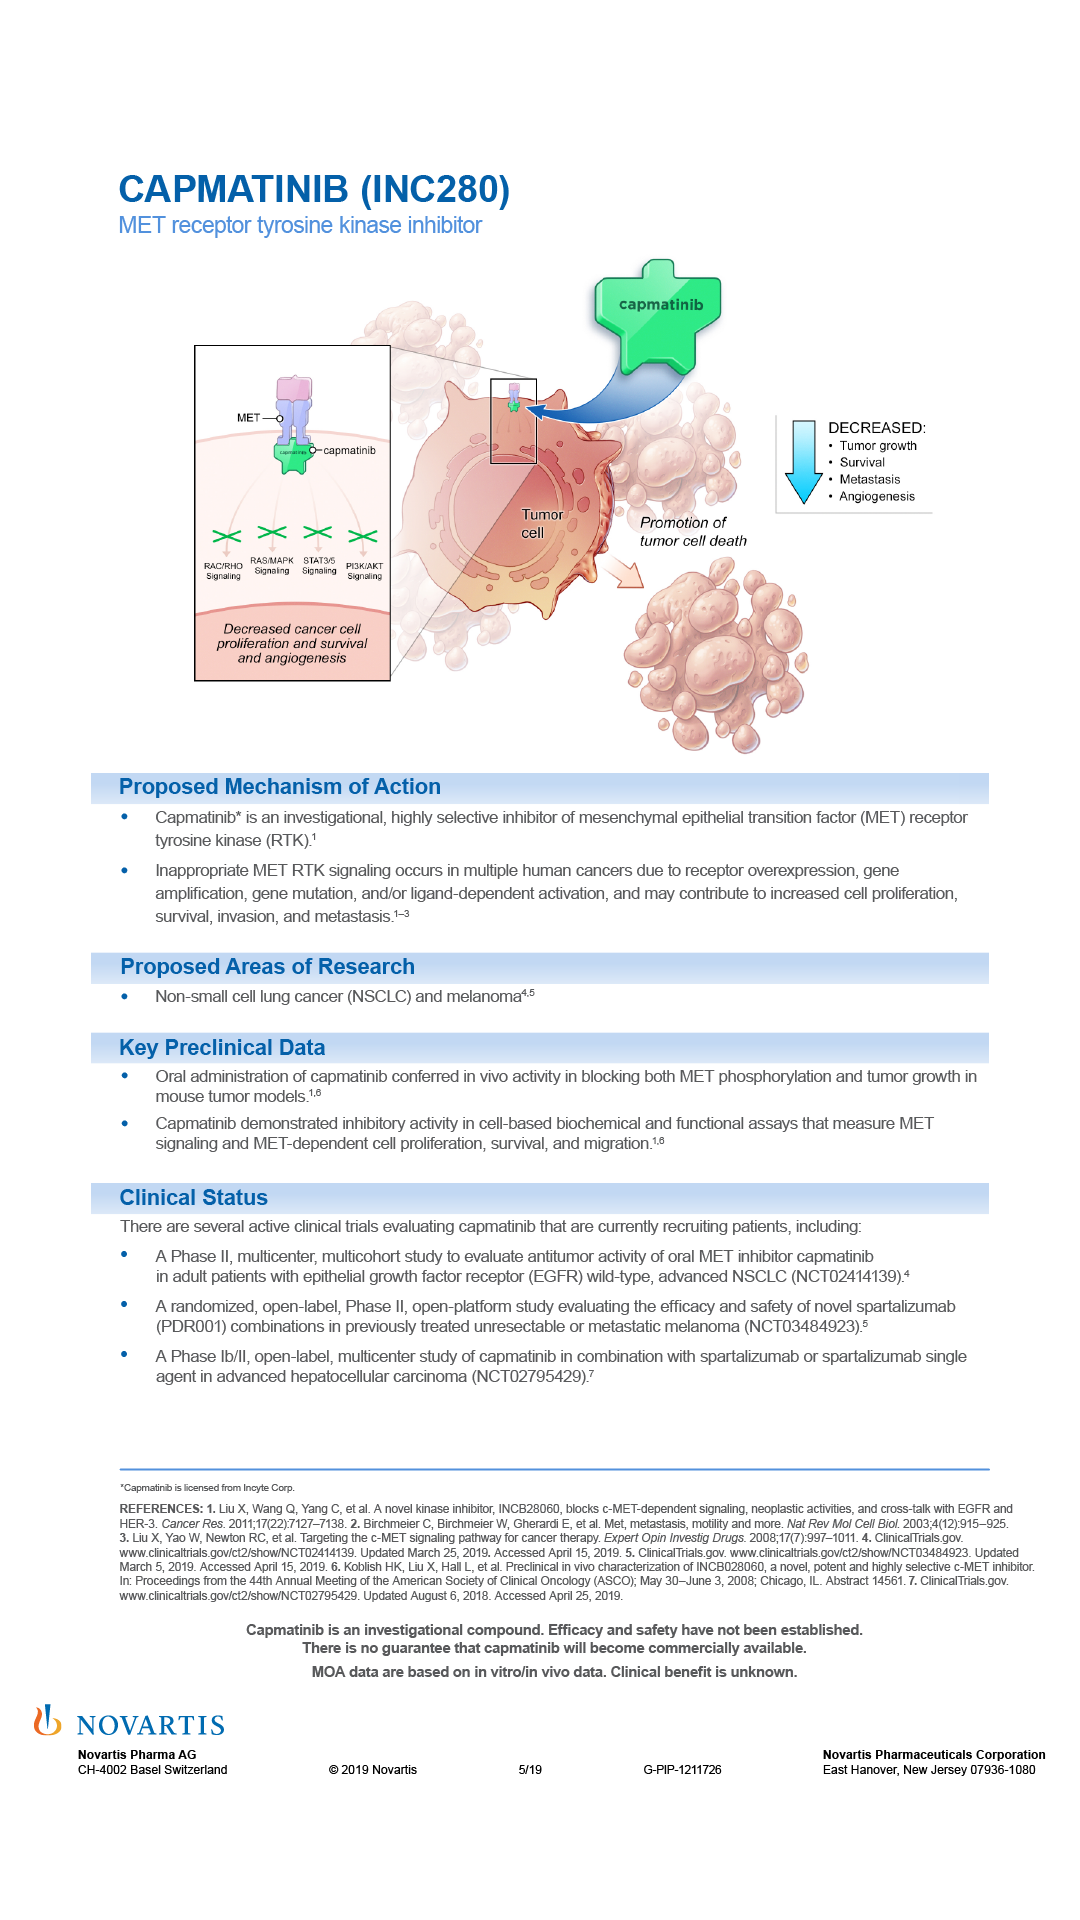 CAPMATINIB (INC280)
MET receptor tyrosine kinase inhibitor
capmatinib
MET
capmatinib
capmatinib
RAC/RHO
Signaling
RAS/MAPK
Signaling
STAT3/5
Signaling
PI3K/AKT
Signaling
Decreased cancer cell
proliferation and survival
and angiogenesis
Tumor
cell
DECREASED:
• Tumor growth
• Survival
• Metastasis
• Angiogenesis
Promotion of
tumor cell death
Proposed Mechanism of Action
• Capmatinib* is an investigational, highly selective inhibitor of mesenchymal epithelial transition factor (MET) receptor
tyrosine kinase (RTK).¹
• Inappropriate MET RTK signaling occurs in multiple human cancers due to receptor overexpression, gene
amplification, gene mutation, and/or ligand-dependent activation, and may contribute to increased cell proliferation,
survival, invasion, and metastasis.¹⁻³
Proposed Areas of Research
• Non-small cell lung cancer (NSCLC) and melanoma⁴,⁵
Key Preclinical Data
• Oral administration of capmatinib conferred in vivo activity in blocking both MET phosphorylation and tumor growth in
mouse tumor models.¹,⁶
• Capmatinib demonstrated inhibitory activity in cell-based biochemical and functional assays that measure MET
signaling and MET-dependent cell proliferation, survival, and migration.¹,⁶
Clinical Status
There are several active clinical trials evaluating capmatinib that are currently recruiting patients, including:
• A Phase II, multicenter, multicohort study to evaluate antitumor activity of oral MET inhibitor capmatinib
in adult patients with epithelial growth factor receptor (EGFR) wild-type, advanced NSCLC (NCT02414139).⁴
• A randomized, open-label, Phase II, open-platform study evaluating the efficacy and safety of novel spartalizumab
(PDR001) combinations in previously treated unresectable or metastatic melanoma (NCT03484923).⁵
• A Phase Ib/II, open-label, multicenter study of capmatinib in combination with spartalizumab or spartalizumab single
agent in advanced hepatocellular carcinoma (NCT02795429).⁷
*Capmatinib is licensed from Incyte Corp.
REFERENCES: 1. Liu X, Wang Q, Yang C, et al. A novel kinase inhibitor, INCB28060, blocks c-MET-dependent signaling, neoplastic activities, and cross-talk with EGFR and
HER-3. Cancer Res. 2011;17(22):7127–7138. 2. Birchmeier C, Birchmeier W, Gherardi E, et al. Met, metastasis, motility and more. Nat Rev Mol Cell Biol. 2003;4(12):915–925.
3. Liu X, Yao W, Newton RC, et al. Targeting the c-MET signaling pathway for cancer therapy. Expert Opin Investig Drugs. 2008;17(7):997–1011. 4. ClinicalTrials.gov.
www.clinicaltrials.gov/ct2/show/NCT02414139. Updated March 25, 2019. Accessed April 15, 2019. 5. ClinicalTrials.gov. www.clinicaltrials.gov/ct2/show/NCT03484923. Updated
March 5, 2019. Accessed April 15, 2019. 6. Koblish HK, Liu X, Hall L, et al. Preclinical in vivo characterization of INCB028060, a novel, potent and highly selective c-MET inhibitor.
In: Proceedings from the 44th Annual Meeting of the American Society of Clinical Oncology (ASCO); May 30–June 3, 2008; Chicago, IL. Abstract 14561. 7. ClinicalTrials.gov.
www.clinicaltrials.gov/ct2/show/NCT02795429. Updated August 6, 2018. Accessed April 25, 2019.
Capmatinib is an investigational compound. Efficacy and safety have not been established.
There is no guarantee that capmatinib will become commercially available.
MOA data are based on in vitro/in vivo data. Clinical benefit is unknown.
NOVARTIS
Novartis Pharma AG
CH-4002 Basel Switzerland
© 2019 Novartis
5/19
G-PIP-1211726
Novartis Pharmaceuticals Corporation
East Hanover, New Jersey 07936-1080